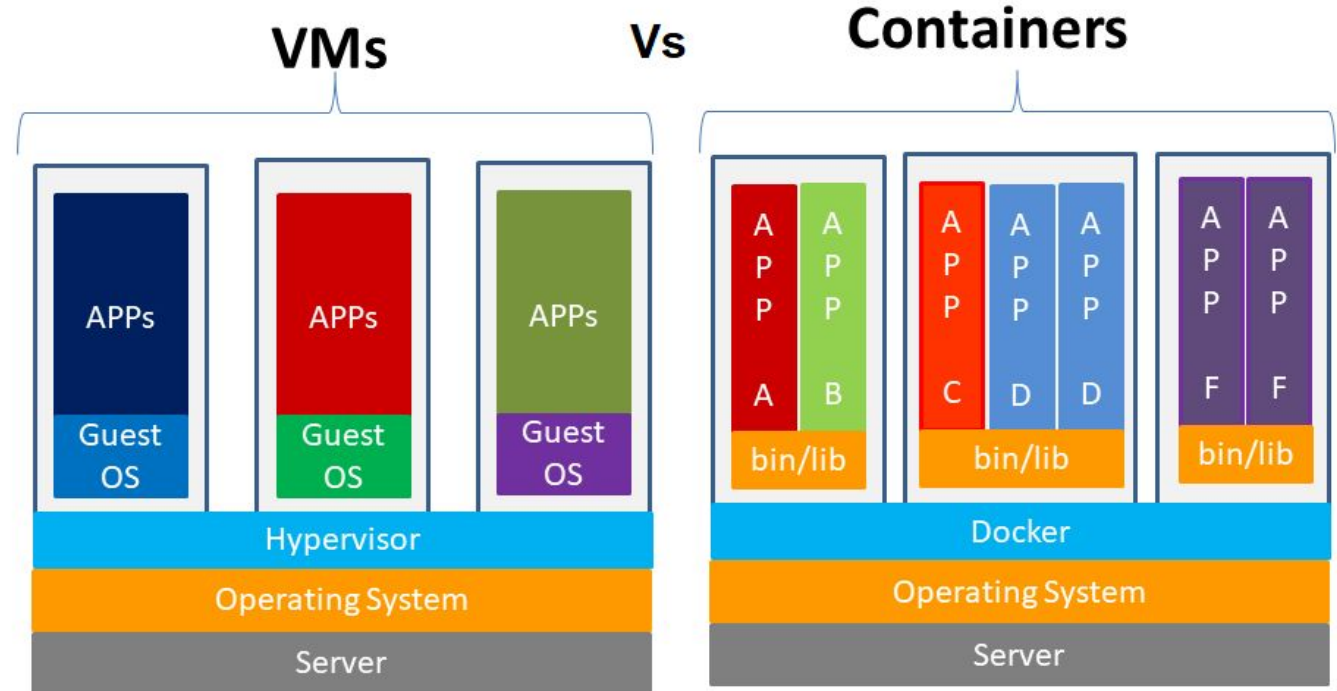 VMs
Vs
Containers
APPs
Guest
OS
APPs
Guest
OS
APPs
Guest
OS
Hypervisor
Operating System
Server
A
P
P
A
A
P
P
B
bin/lib
A
P
P
C
A
P
P
D
A
P
P
D
bin/lib
A
P
P
F
A
P
P
F
bin/lib
Docker
Operating System
Server